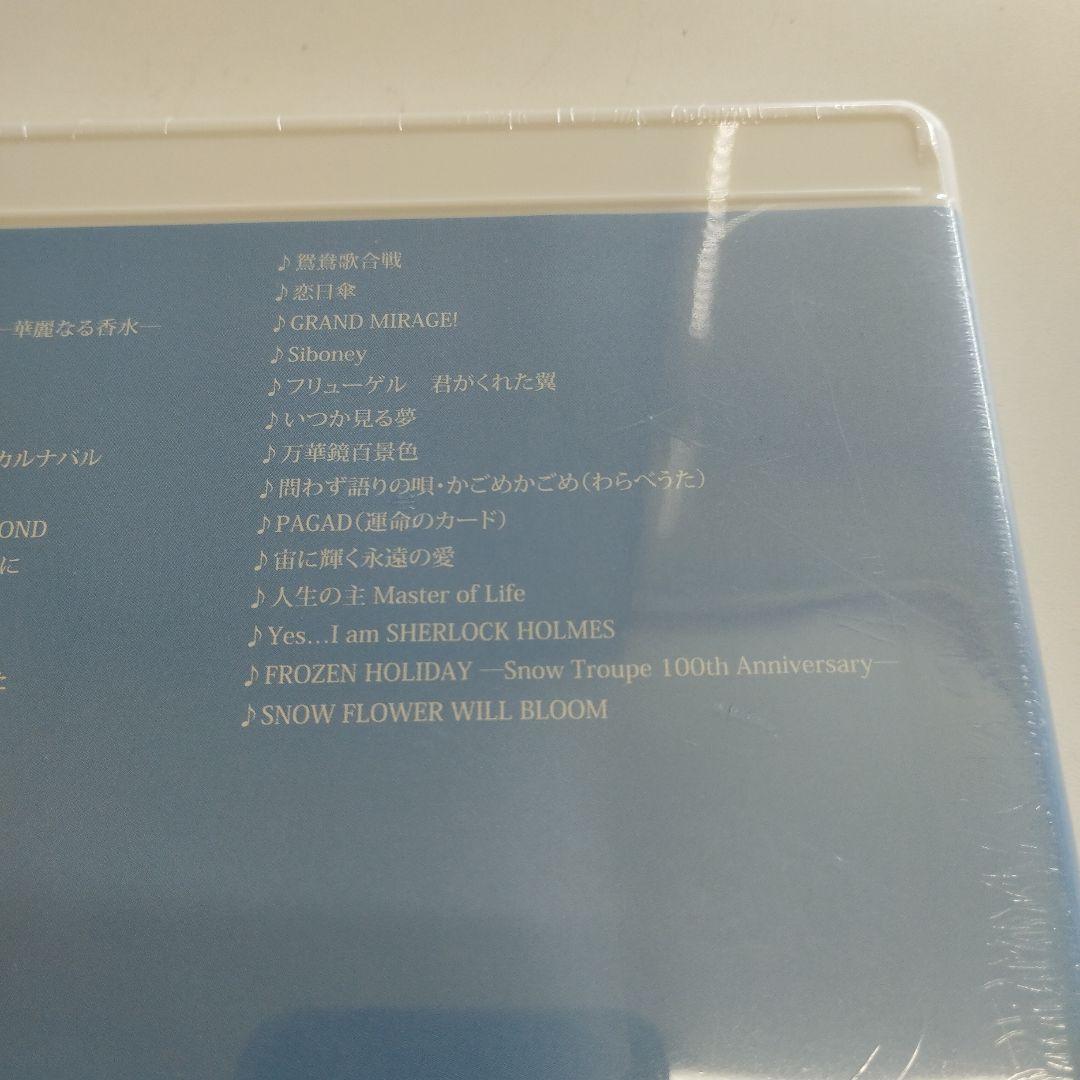 ―華麗なる香水―
カルナバル
OND
に
た
♪鴛鴦歌合戦
♪恋日傘
♪GRAND MIRAGE!
♪Siboney
♪フリューゲル 君がくれた翼
♪いつか見る夢
♪万華鏡百景色
♪問わず語りの唄・かごめかごめ(わらべうた)
♪PAGAD(運命のカード)
♪宙に輝く永遠の愛
♪人生の主 Master of Life
♪Yes…I am SHERLOCK HOLMES
♪FROZEN HOLIDAY ―Snow Troupe 100th Anniversary―
♪SNOW FLOWER WILL BLOOM